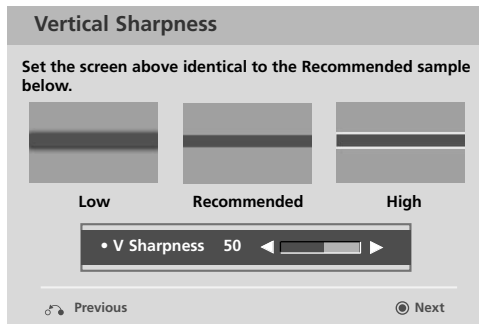 Vertical Sharpness
Set the screen above identical to the Recommended sample
below.
Low Recommended High
• V Sharpness 50
Previous Next